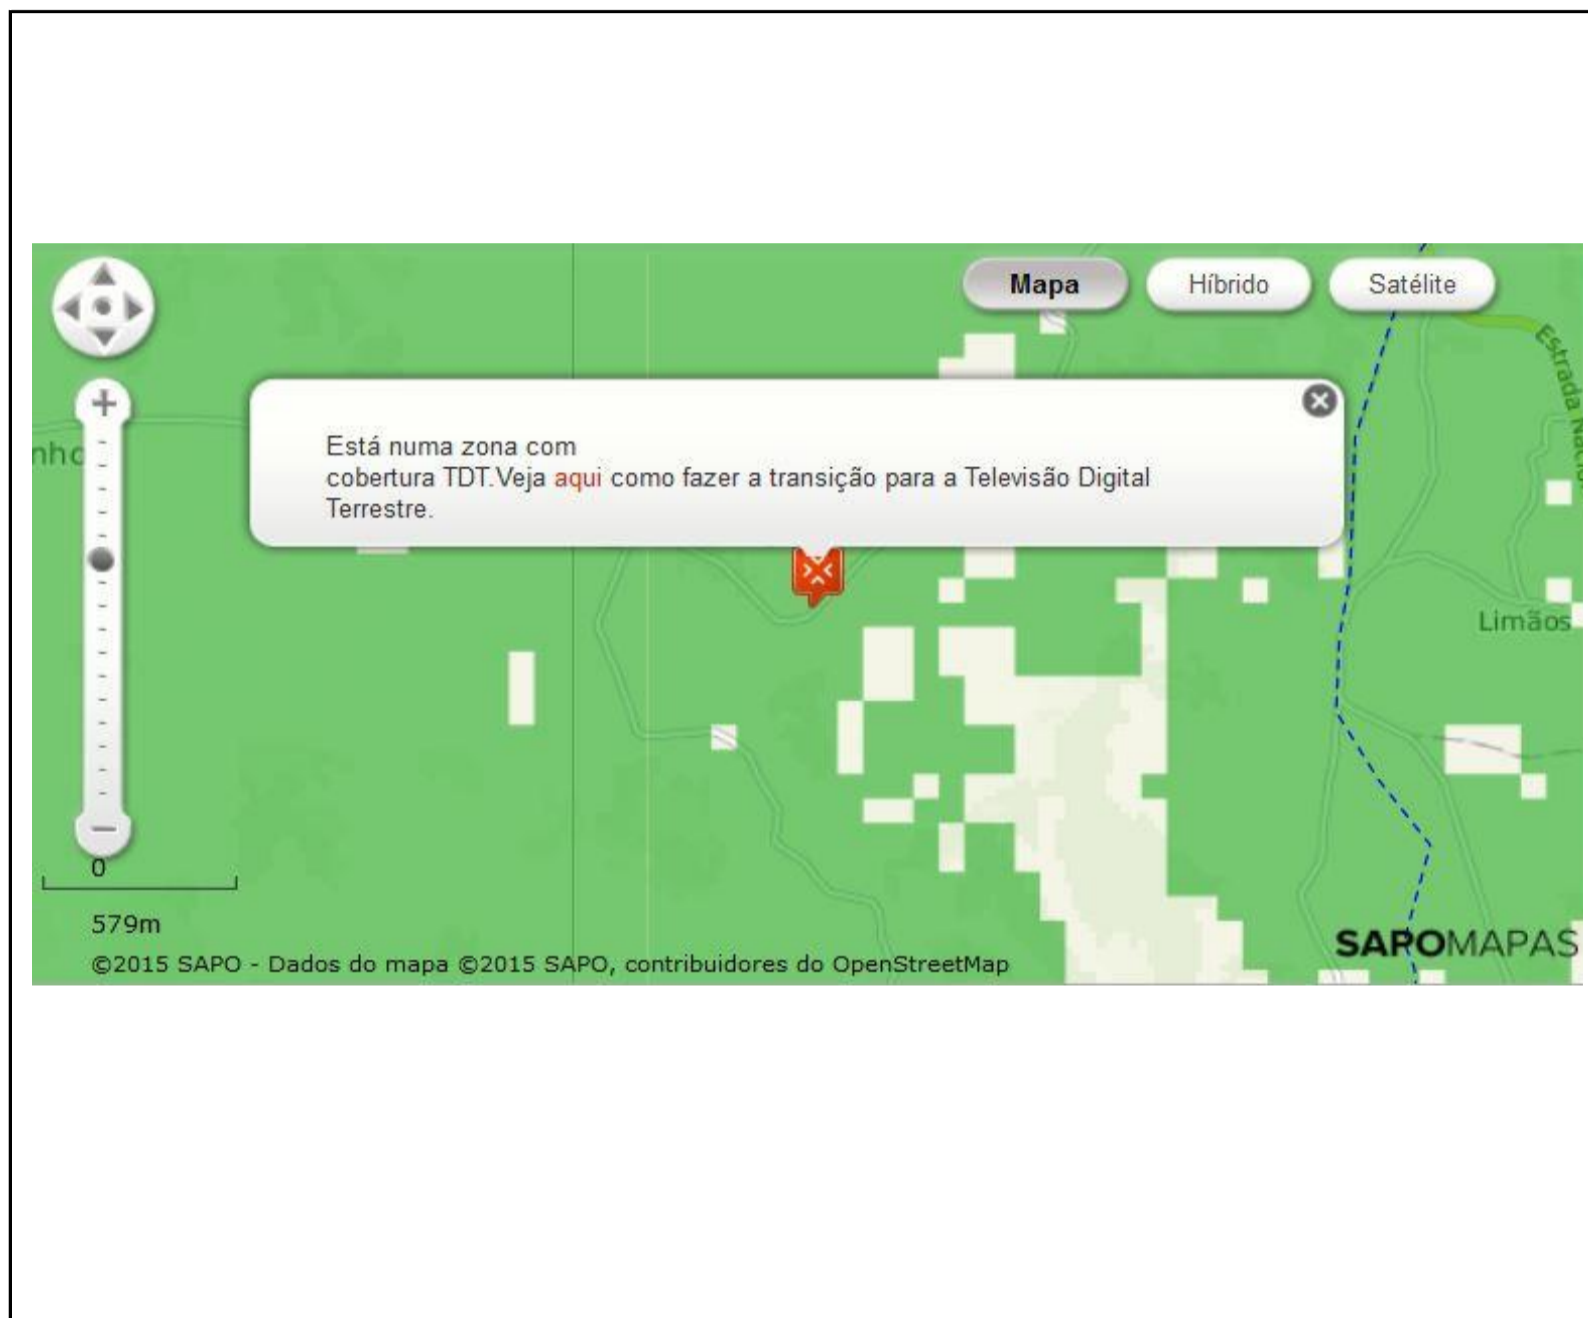 Mapa
Híbrido
Satélite
Estrada
nho
Está numa zona com
cobertura TDT.Veja aqui como fazer a transição para a Televisão Digital
Terrestre.
Limãos
0
579m
SAPOMAPAS
©2015 SAPO - Dados do mapa ©2015 SAPO, contribuidores do OpenStreetMap